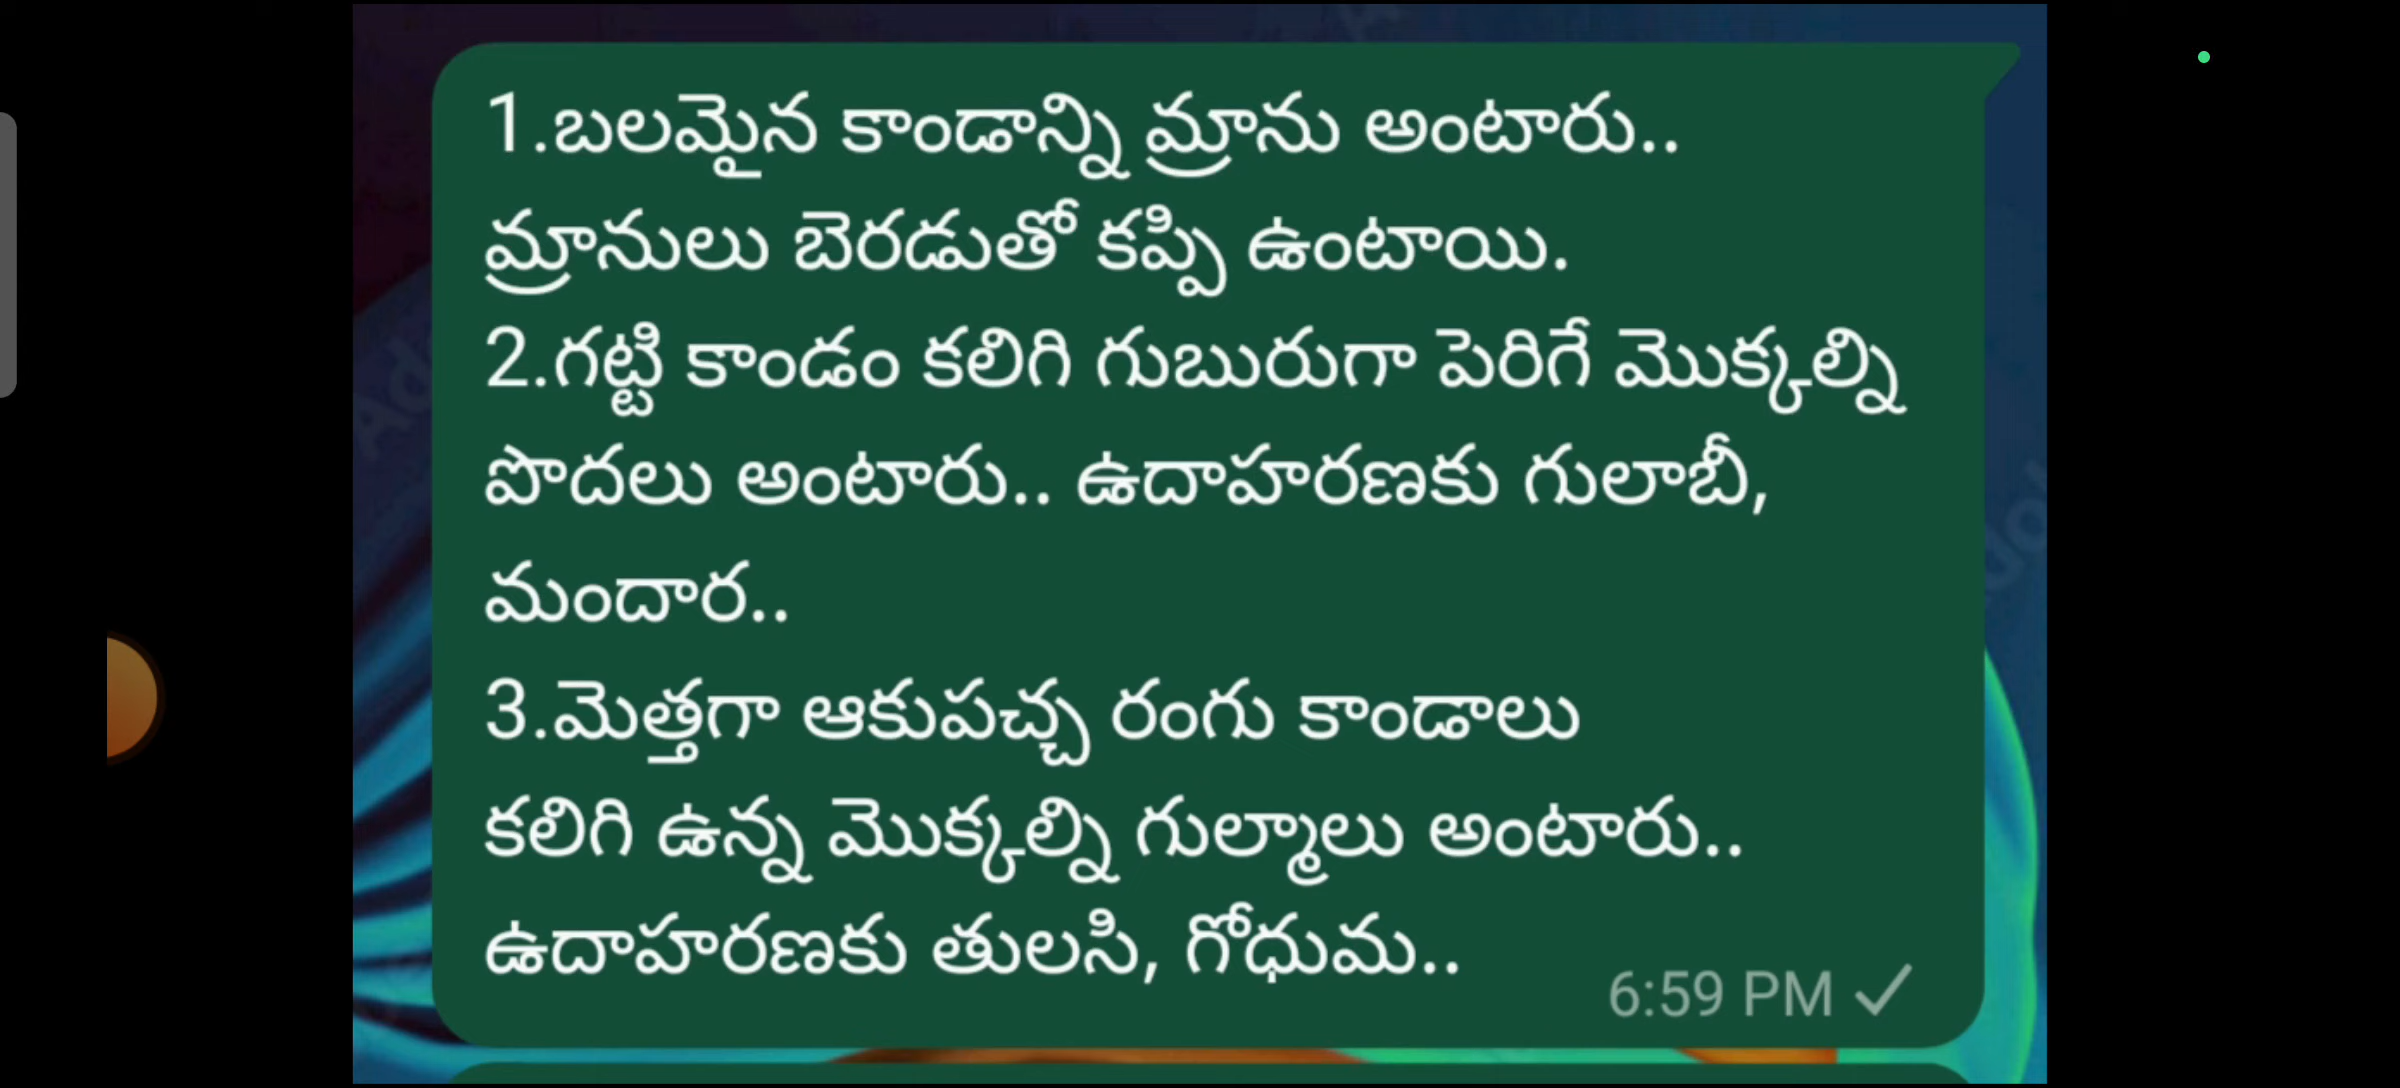 1.బలమైన కాండాన్ని మ్రాను అంటారు..
మ్రానులు బెరడుతో కప్పి ఉంటాయి.
2.గట్టి కాండం కలిగి గుబురుగా పెరిగే మొక్కల్ని
పొదలు అంటారు.. ఉదాహరణకు గులాబీ,
మందార..
3.మెత్తగా ఆకుపచ్చ రంగు కాండాలు
కలిగి ఉన్న మొక్కల్ని గుల్మాలు అంటారు..
ఉదాహరణకు తులసి, గోధుమ..
6:59 PM